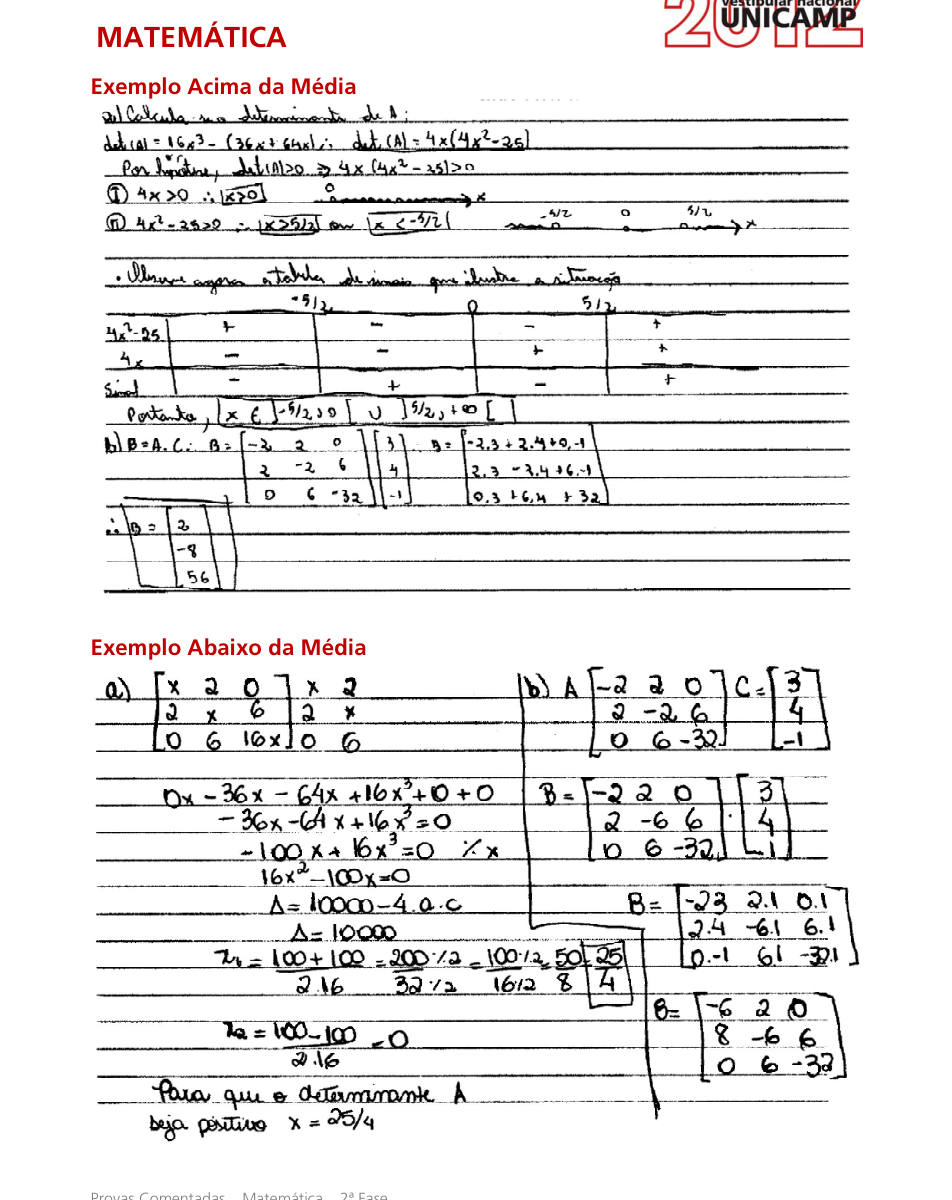 vestibular nacional
UNICAMP
2012
MATEMÁTICA
Exemplo Acima da Média
a) Calcula o determinante de A:
det(A) = 16x³ - (36x + 64x) ∴ det(A) = 4x(4x² - 25)
Por hipótese, det(A)>0 ⇒ 4x(4x² - 25)>0
I 4x>0 ∴ x>0 0 x
II 4x² - 25>0 ∴ x>5/2 ou x < -5/2 -5/2 0 5/2 x
• Observe agora a tabela de sinais que ilustra a situação
-5/2 0 5/2
4x²-25 + - - +
4x - - + +
Sinal - + - +
Portanto, x ∈ ]-5/2, 0[ ∪ ]5/2, +∞[
b) B=A.C ∴ B= [-2 2 0] [3] B= [-2.3 + 2.4 + 0.-1]
[2 -2 6] [4] [2.3 - 2.4 + 6.-1]
[0 6 -32] [-1] [0.3 + 6.4 + 32]
∴ B = [2]
[-8]
[56]
Exemplo Abaixo da Média
a) [x 2 0] x 2
[2 x 6] 2 x
[0 6 16x] 0 6
0x - 36x - 64x + 16x³ + 0 + 0
- 36x - 64x + 16x³ = 0
- 100x + 16x³ = 0 ⁒ x
16x² - 100x = 0
Δ = 10000 - 4.a.c
Δ = 10000
x₁ = 100 + 100 / 2.16 = 200 ÷2 / 32 ÷2 = 100 ÷2 / 16 ÷2 = 50 / 8 = 25 / 4
x₂ = 100 - 100 / 2.16 = 0
Para que o determinante A
seja positivo x = 25/4
b) A [-2 2 0] C = [3]
[2 -2 6] [4]
[0 6 -32] [-1]
B = [-2 2 0] . [3]
[2 -6 6] [4]
[0 6 -32] [-1]
B = [-23 2.1 0.1]
[2.4 -6.1 6.1]
[0.-1 61 -32.1]
B = [-6 2 0]
[8 -6 6]
[0 6 -32]
Provas Comentadas Matemática 2ª Fase